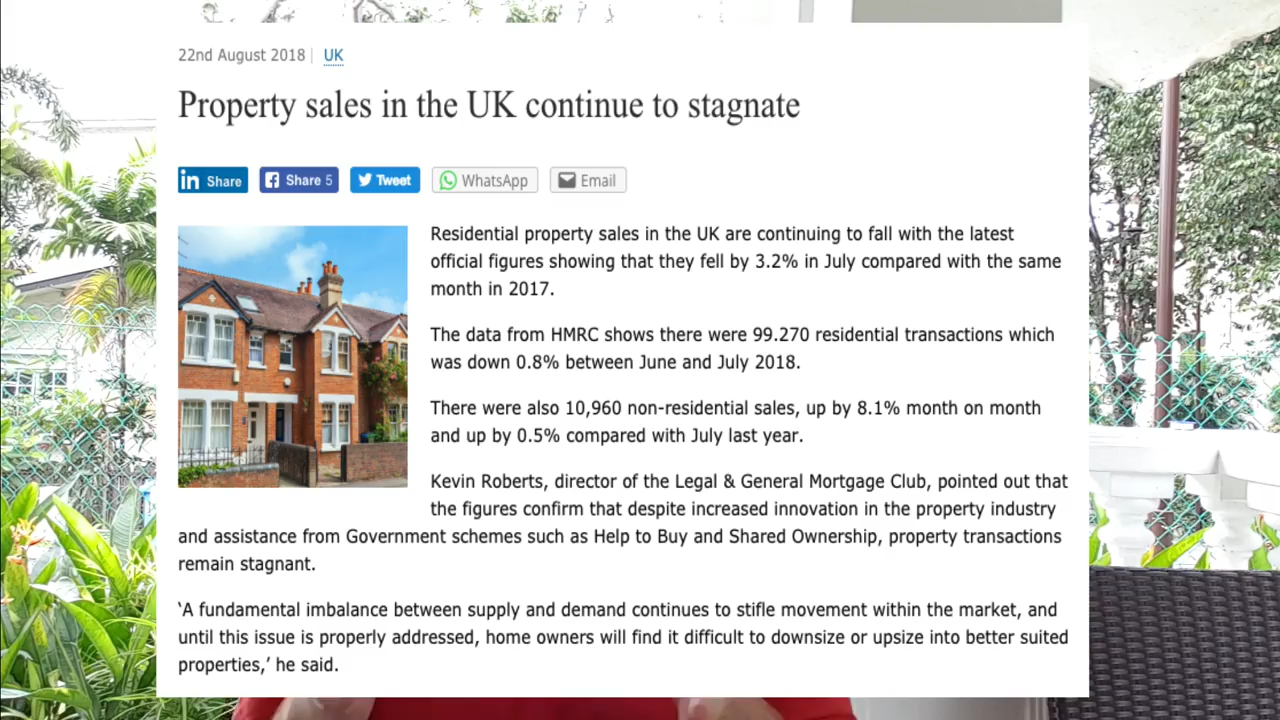 22nd August 2018 | UK
Property sales in the UK continue to stagnate
in Share
Share 5
Tweet
WhatsApp
Email
Residential property sales in the UK are continuing to fall with the latest
official figures showing that they fell by 3.2% in July compared with the same
month in 2017.
The data from HMRC shows there were 99.270 residential transactions which
was down 0.8% between June and July 2018.
There were also 10,960 non-residential sales, up by 8.1% month on month
and up by 0.5% compared with July last year.
Kevin Roberts, director of the Legal & General Mortgage Club, pointed out that
the figures confirm that despite increased innovation in the property industry
and assistance from Government schemes such as Help to Buy and Shared Ownership, property transactions
remain stagnant.
‘A fundamental imbalance between supply and demand continues to stifle movement within the market, and
until this issue is properly addressed, home owners will find it difficult to downsize or upsize into better suited
properties,’ he said.